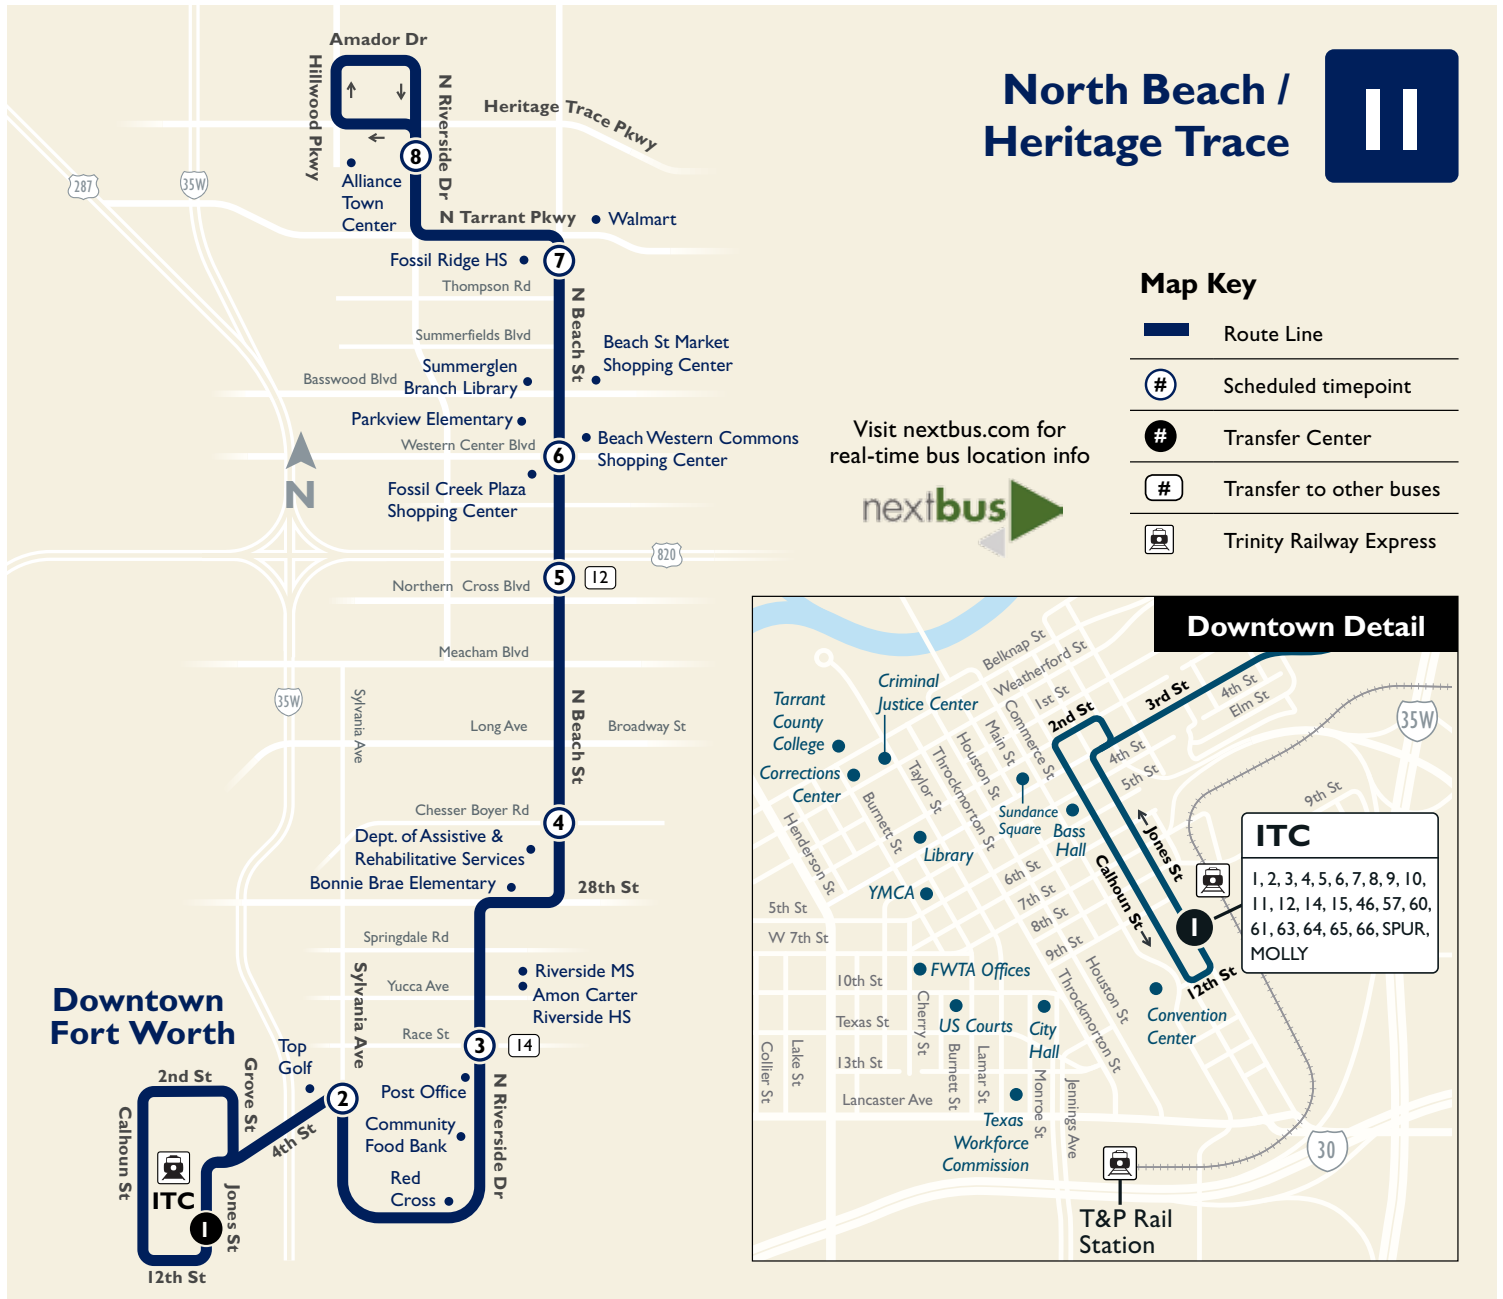 North Beach /
Heritage Trace
11
Amador Dr
Hillwood Pkwy
N Riverside Dr
Heritage Trace Pkwy
8
287
35W
Alliance
Town
Center
N Tarrant Pkwy
Walmart
Fossil Ridge HS
7
Thompson Rd
N Beach St
Summerfields Blvd
Beach St Market
Shopping Center
Summerglen
Branch Library
Basswood Blvd
Parkview Elementary
Western Center Blvd
6
Beach Western Commons
Shopping Center
N
Fossil Creek Plaza
Shopping Center
820
5
12
Northern Cross Blvd
Meacham Blvd
35W
Sylvania Ave
N Beach St
Long Ave
Broadway St
Chesser Boyer Rd
4
Dept. of Assistive &
Rehabilitative Services
Bonnie Brae Elementary
28th St
Springdale Rd
Sylvania Ave
Riverside MS
Yucca Ave
Amon Carter
Riverside HS
Race St
3
14
Downtown
Fort Worth
Top
Golf
2nd St
Grove St
2
Post Office
N Riverside Dr
Calhoun St
4th St
Community
Food Bank
ITC
Jones St
Red
Cross
1
12th St
Map Key
Route Line
# Scheduled timepoint
# Transfer Center
# Transfer to other buses
Trinity Railway Express
Visit nextbus.com for
real-time bus location info
nextbus
Downtown Detail
Belknap St
Weatherford St
1st St
Commerce St
Main St
Houston St
Throckmorton St
Taylor St
Burnett St
Henderson St
2nd St
3rd St
4th St
Elm St
4th St
5th St
9th St
35W
Criminal
Justice Center
Tarrant
County
College
Corrections
Center
Sundance
Square
Bass
Hall
Library
YMCA
6th St
7th St
8th St
9th St
Jones St
Calhoun St
1
12th St
ITC
1, 2, 3, 4, 5, 6, 7, 8, 9, 10,
11, 12, 14, 15, 46, 57, 60,
61, 63, 64, 65, 66, SPUR,
MOLLY
5th St
W 7th St
10th St
Texas St
13th St
Lancaster Ave
FWTA Offices
Cherry St
US Courts
City
Hall
Houston St
Throckmorton St
Convention
Center
Collier St
Lake St
Burnett St
Lamar St
Monroe St
Jennings Ave
Texas
Workforce
Commission
30
T&P Rail
Station